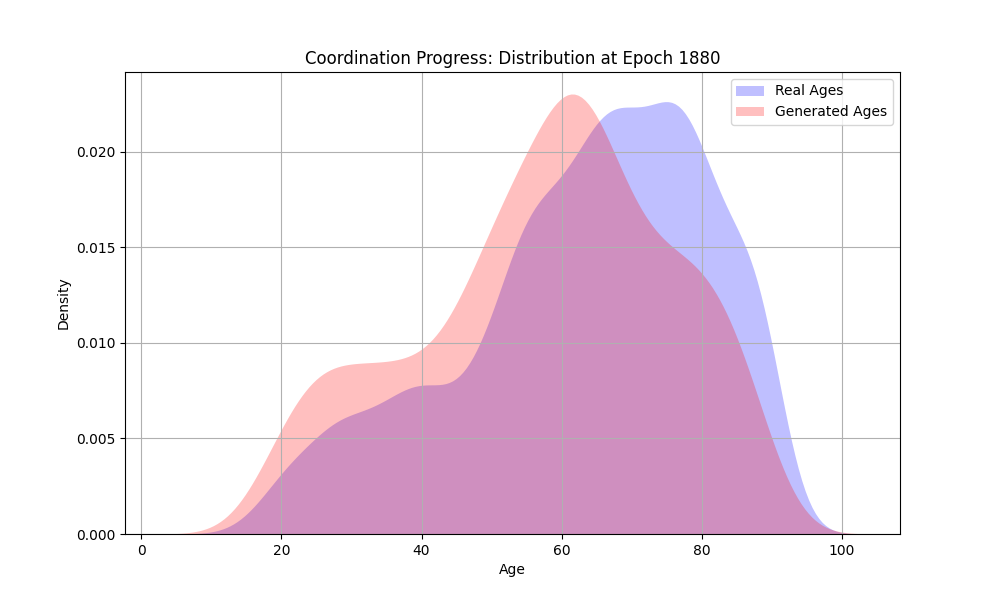 Coordination Progress: Distribution at Epoch 1880
Real Ages
Generated Ages
Density
0.020
0.015
0.010
0.005
0.000
0 20 40 60 80 100
Age